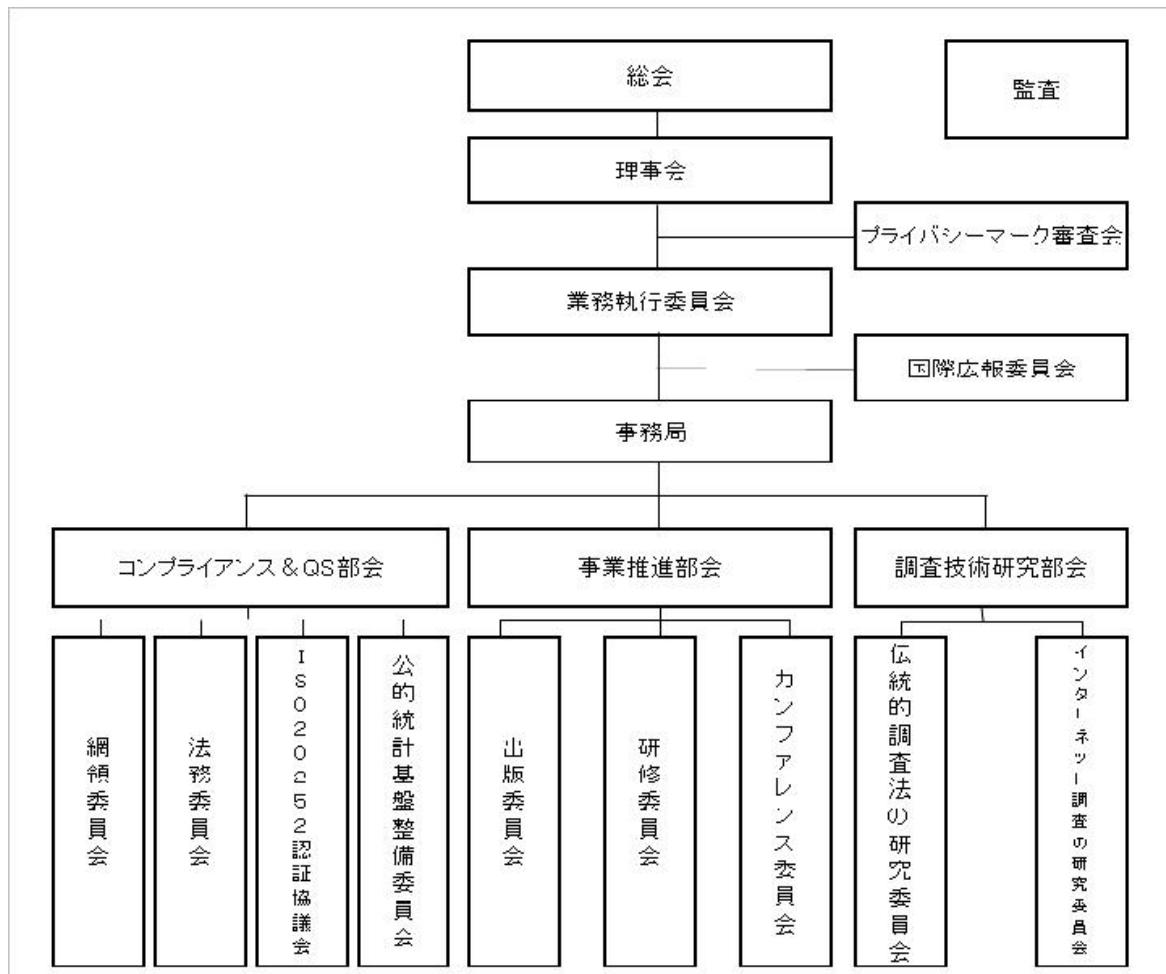 総会
監査
理事会
プライバシーマーク審査会
業務執行委員会
国際広報委員会
事務局
コンプライアンス&QS部会
事業推進部会
調査技術研究部会
網領委員会
法務委員会
ISO20252認証協議会
公的統計基盤整備委員会
出版委員会
研修委員会
カンファレンス委員会
伝統的調査法の研究委員会
インターネット調査の研究委員会